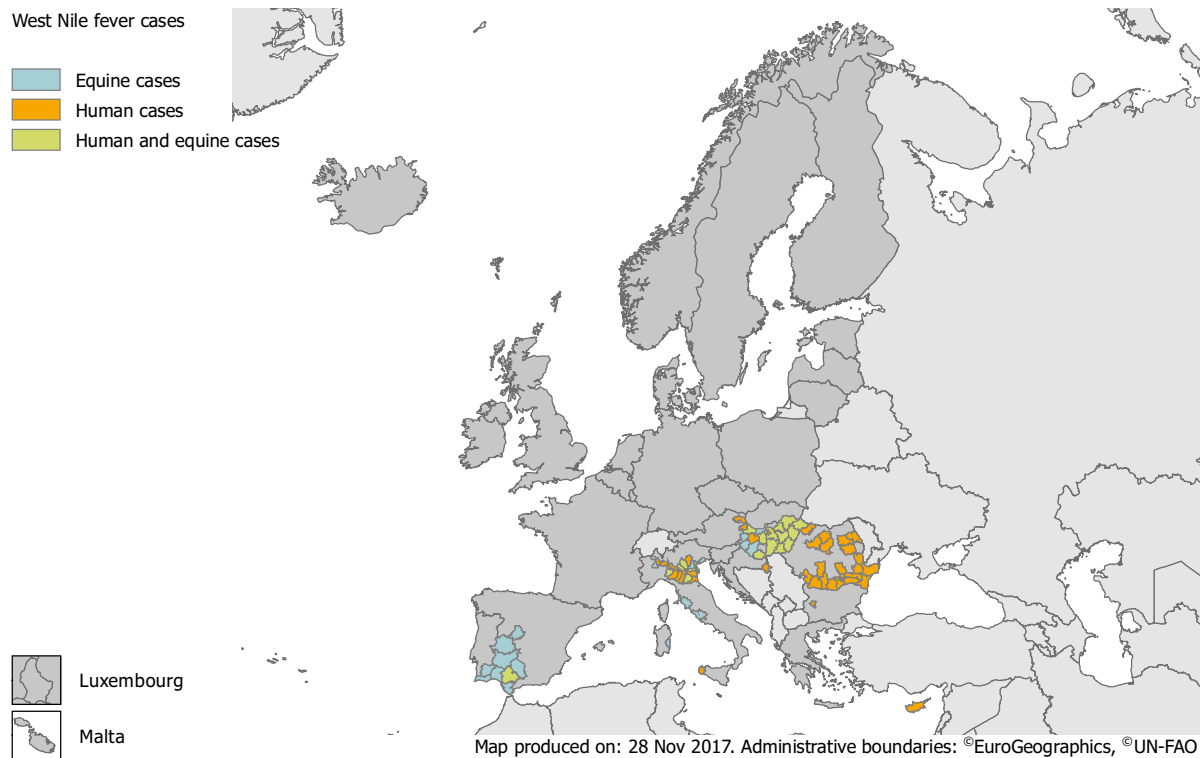 West Nile fever cases
Equine cases
Human cases
Human and equine cases
Luxembourg
Malta
Map produced on: 28 Nov 2017. Administrative boundaries: ©EuroGeographics, ©UN-FAO